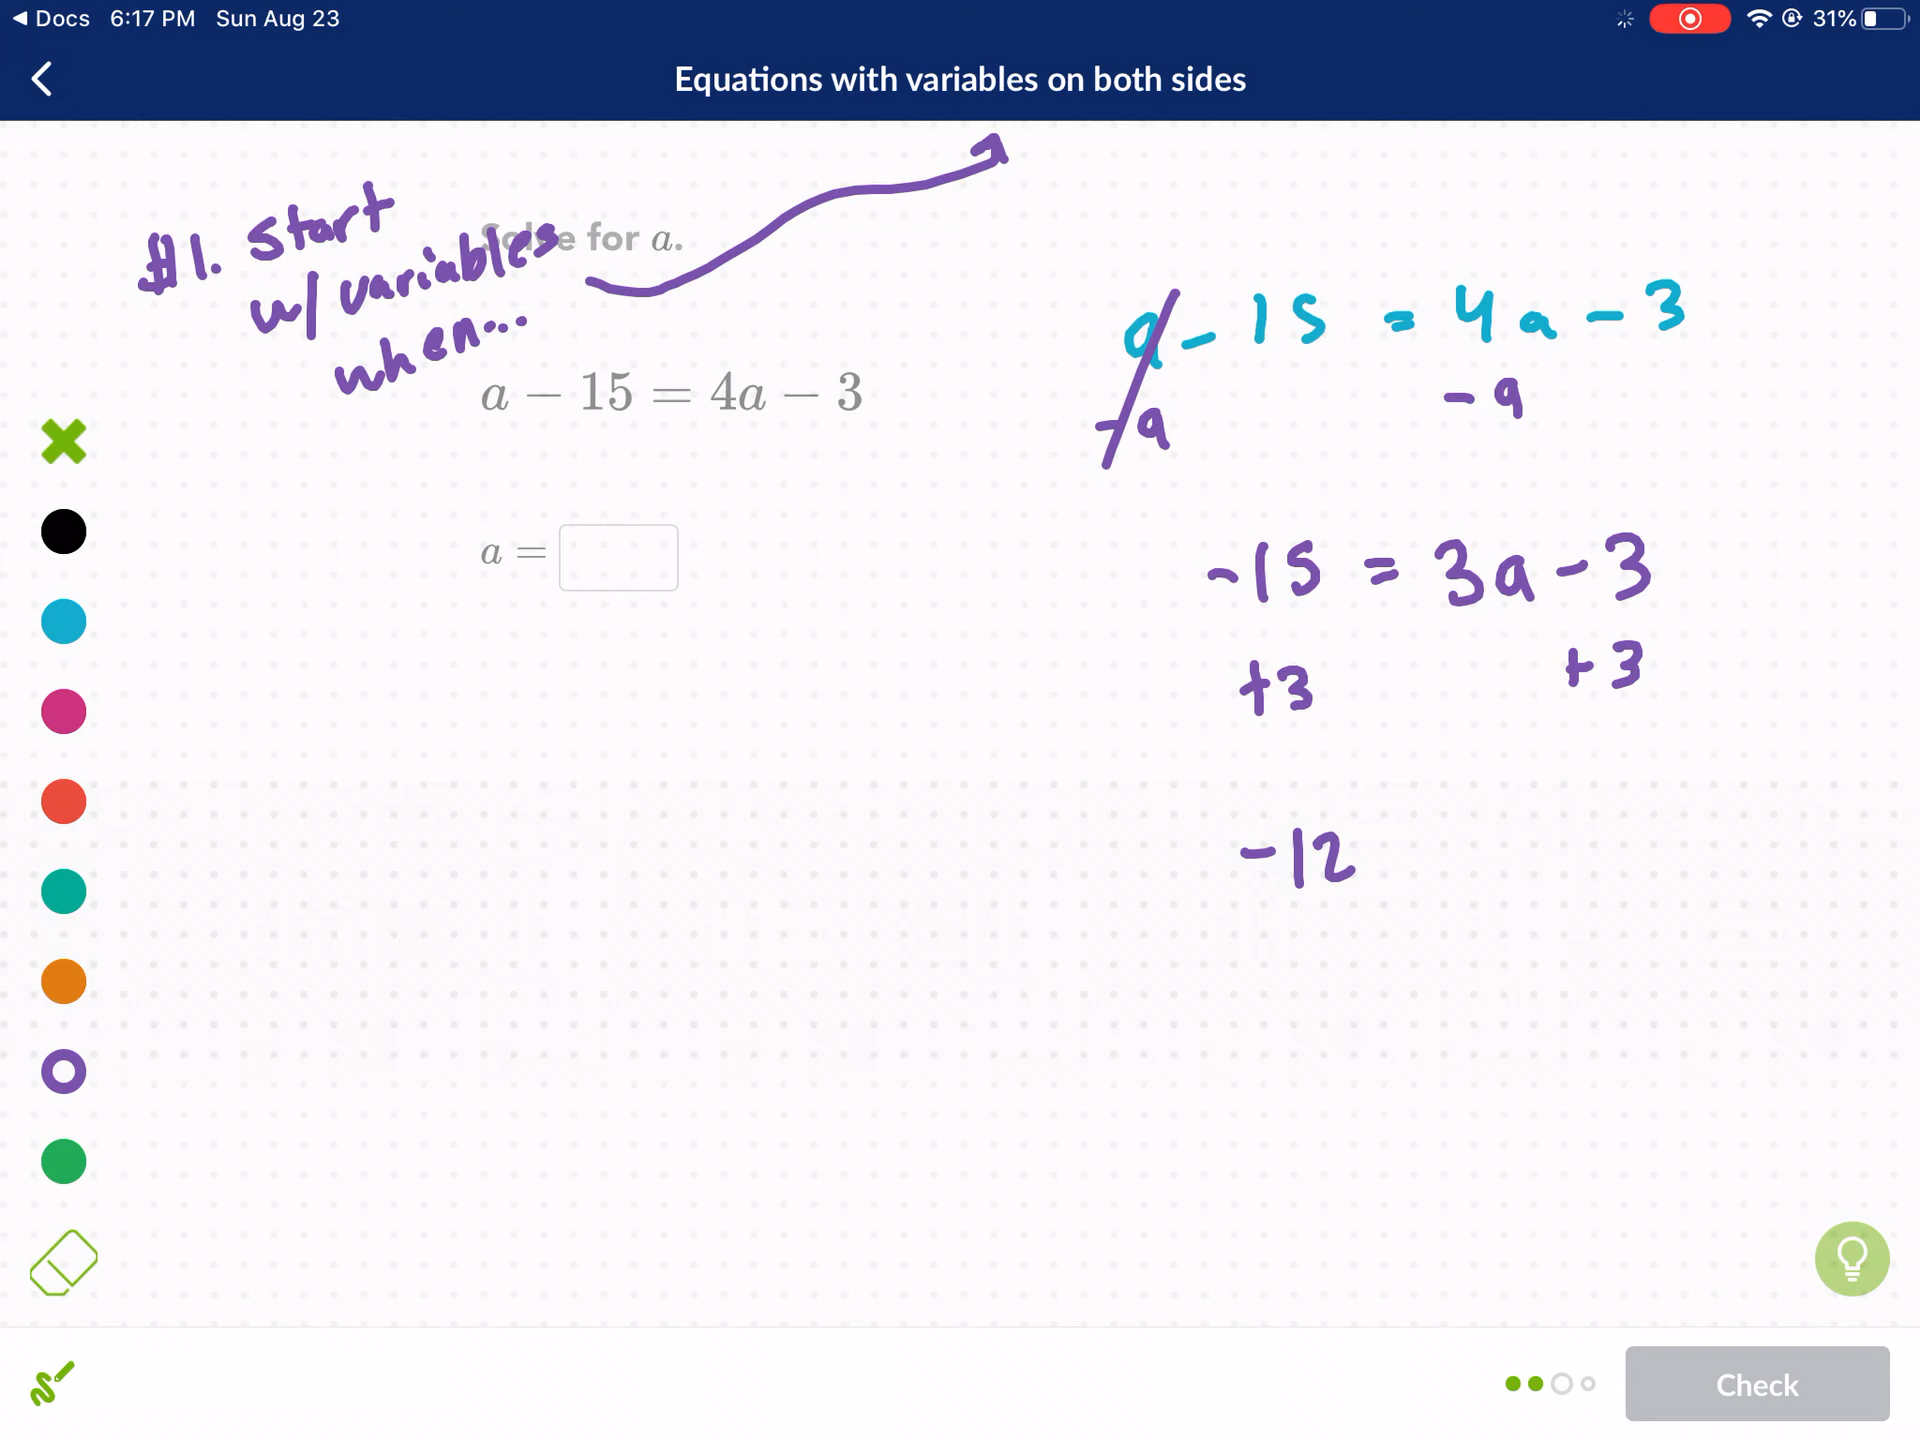 Docs 6:17 PM Sun Aug 23 31%
Equations with variables on both sides
#1. Start
w/ variables
when...
Solve for a.
a − 15 = 4a − 3
a =
a - 15 = 4a - 3
-a -a
-15 = 3a - 3
+3 +3
-12
Check